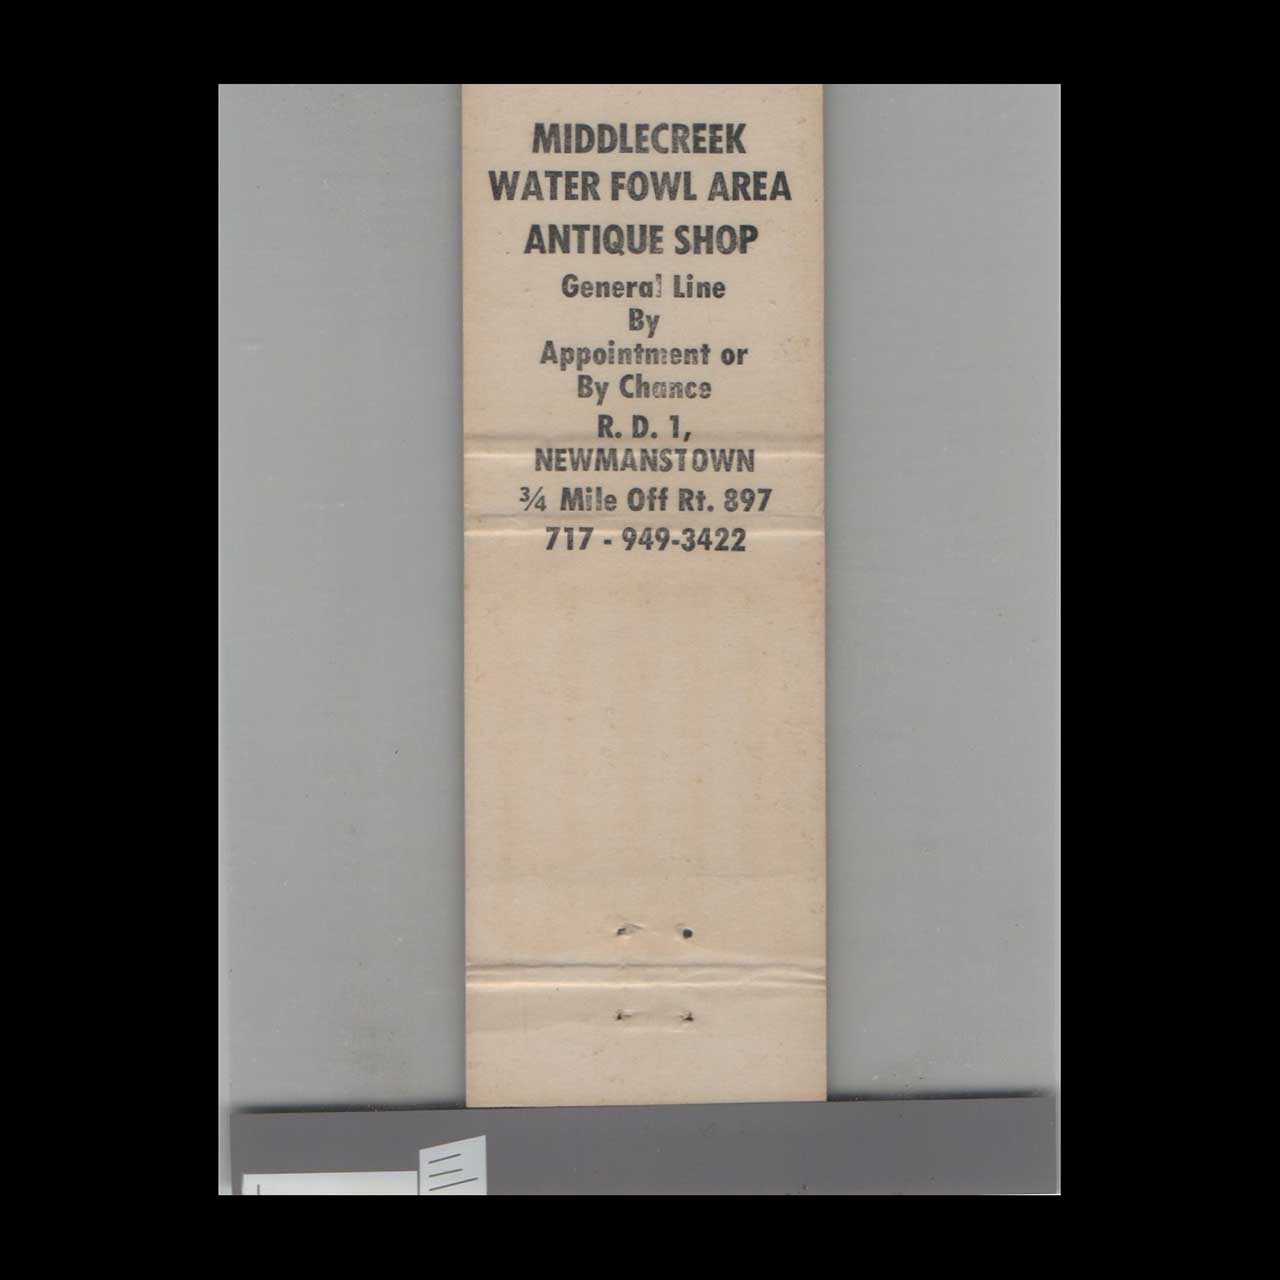 MIDDLECREEK
WATER FOWL AREA
ANTIQUE SHOP
General Line
By
Appointment or
By Chance
R. D. 1,
NEWMANSTOWN
¾ Mile Off Rt. 897
717 - 949-3422